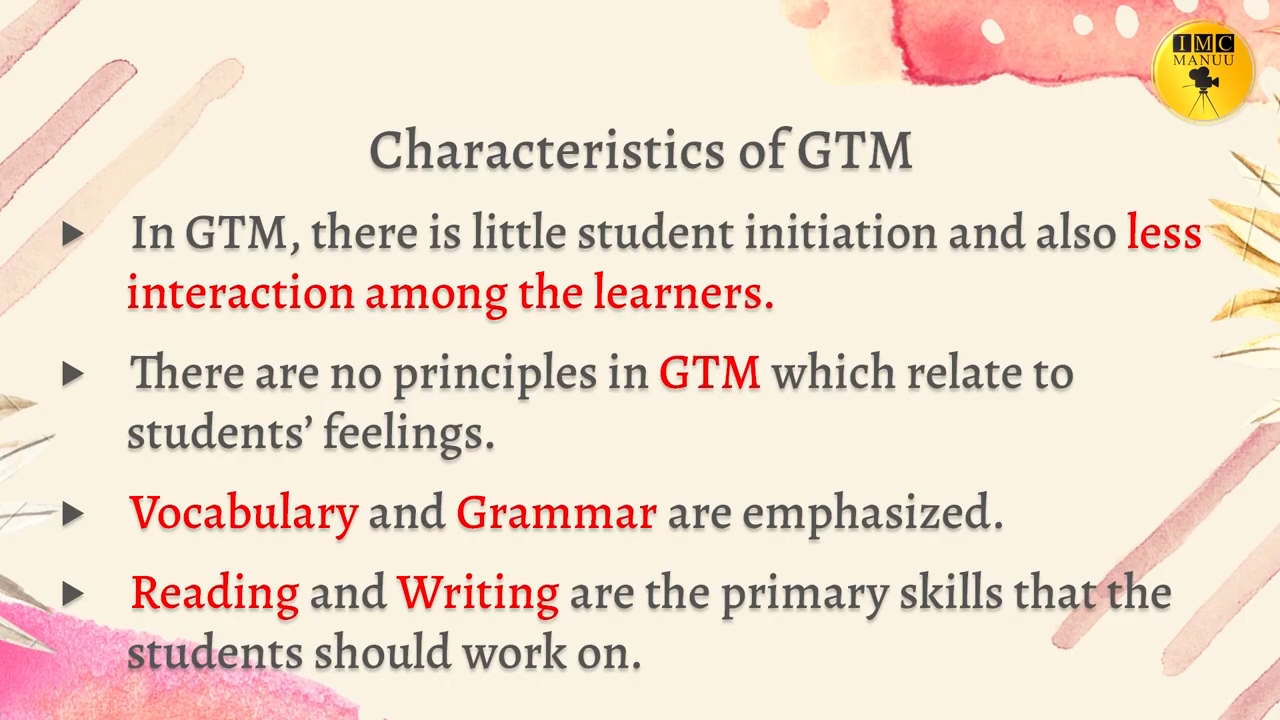 IMC
MANUU
Characteristics of GTM
In GTM, there is little student initiation and also less
interaction among the learners.
There are no principles in GTM which relate to
students’ feelings.
Vocabulary and Grammar are emphasized.
Reading and Writing are the primary skills that the
students should work on.